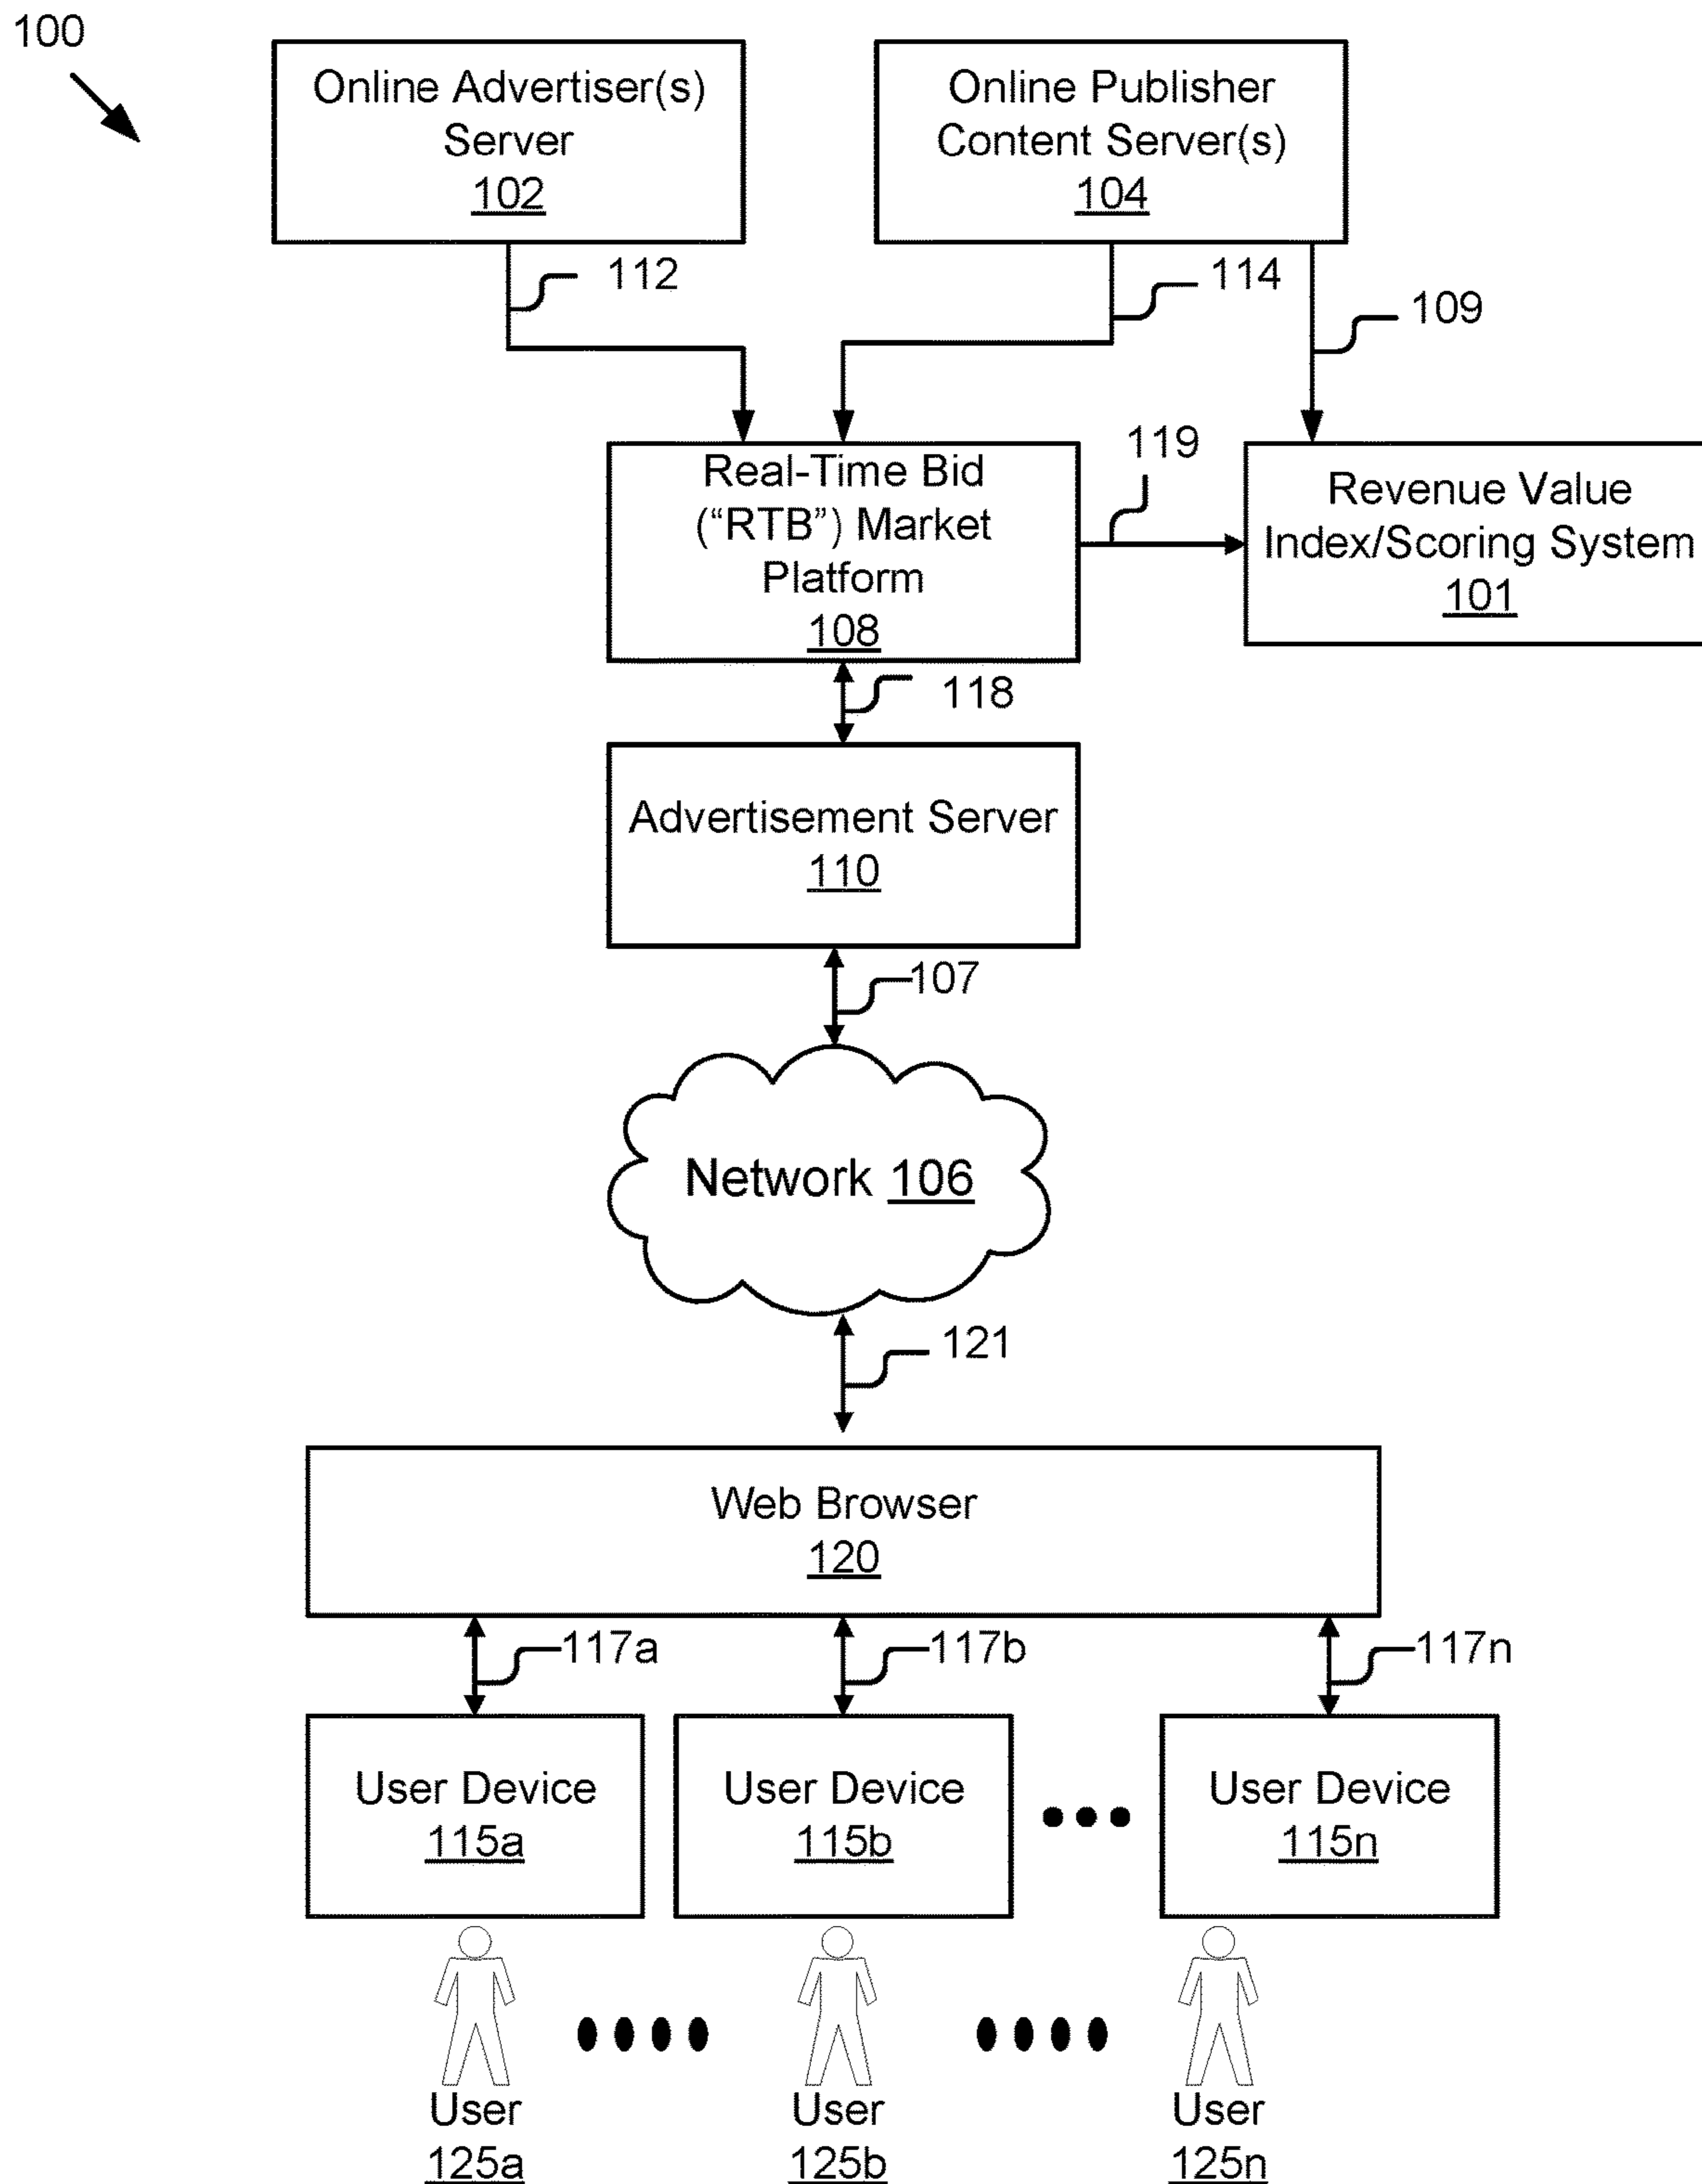 100
Online Advertiser(s)
Server
102
Online Publisher
Content Server(s)
104
112
114
109
Real-Time Bid
(“RTB”) Market
Platform
108
119
Revenue Value
Index/Scoring System
101
118
Advertisement Server
110
107
Network 106
121
Web Browser
120
117a
117b
117n
User Device
115a
User Device
115b
User Device
115n
User
125a
User
125b
User
125n